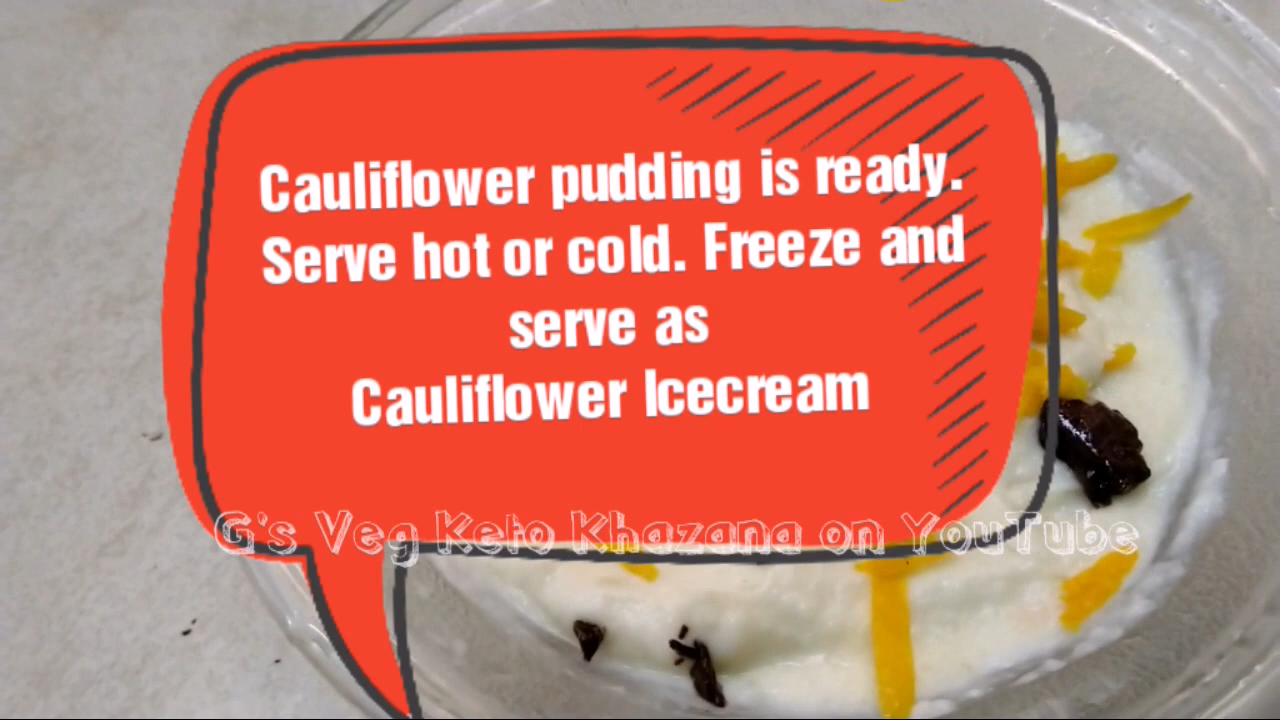 Cauliflower pudding is ready.
Serve hot or cold. Freeze and
serve as
Cauliflower Icecream
G's Veg Keto Khazana on YouTube